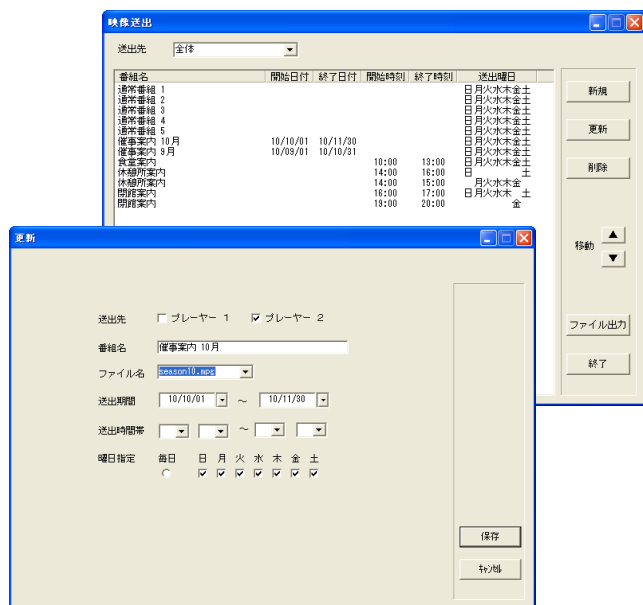 映像送出
送出先 全体
番組名 開始日付 終了日付 開始時刻 終了時刻 送出曜日
通常番組 1 日月火水木金土
通常番組 2 日月火水木金土
通常番組 3 日月火水木金土
通常番組 4 日月火水木金土
通常番組 5 日月火水木金土
催事案内 10月 10/10/01 10/11/30 日月火水木金土
催事案内 9月 10/09/01 10/10/31 日月火水木金土
食堂案内 10:00 13:00 日月火水木金土
休憩所案内 14:00 16:00 日 土
休憩所案内 14:00 15:00 月火水木金
閉館案内 16:00 17:00 日月火水木 土
閉館案内 19:00 20:00 金
新規
更新
削除
移動 ▲
▼
ファイル出力
終了
更新
送出先 プレーヤー 1 プレーヤー 2
番組名 催事案内 10月
ファイル名 season10.mpg
送出期間 10/10/01 ～ 10/11/30
送出時間帯 ～
曜日指定 毎日 日 月 火 水 木 金 土
保存
ｷｬﾝｾﾙ